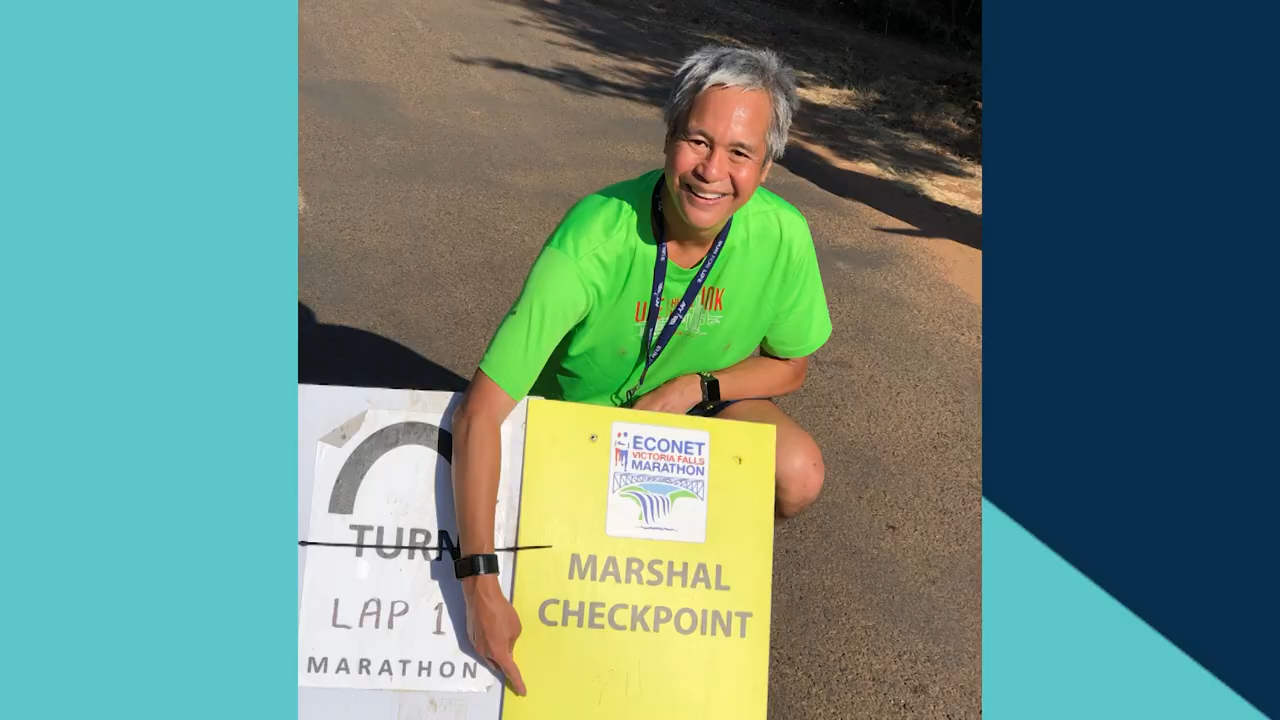 TURN
LAP 1
MARATHON
ECONET
VICTORIA FALLS
MARATHON
MARSHAL
CHECKPOINT